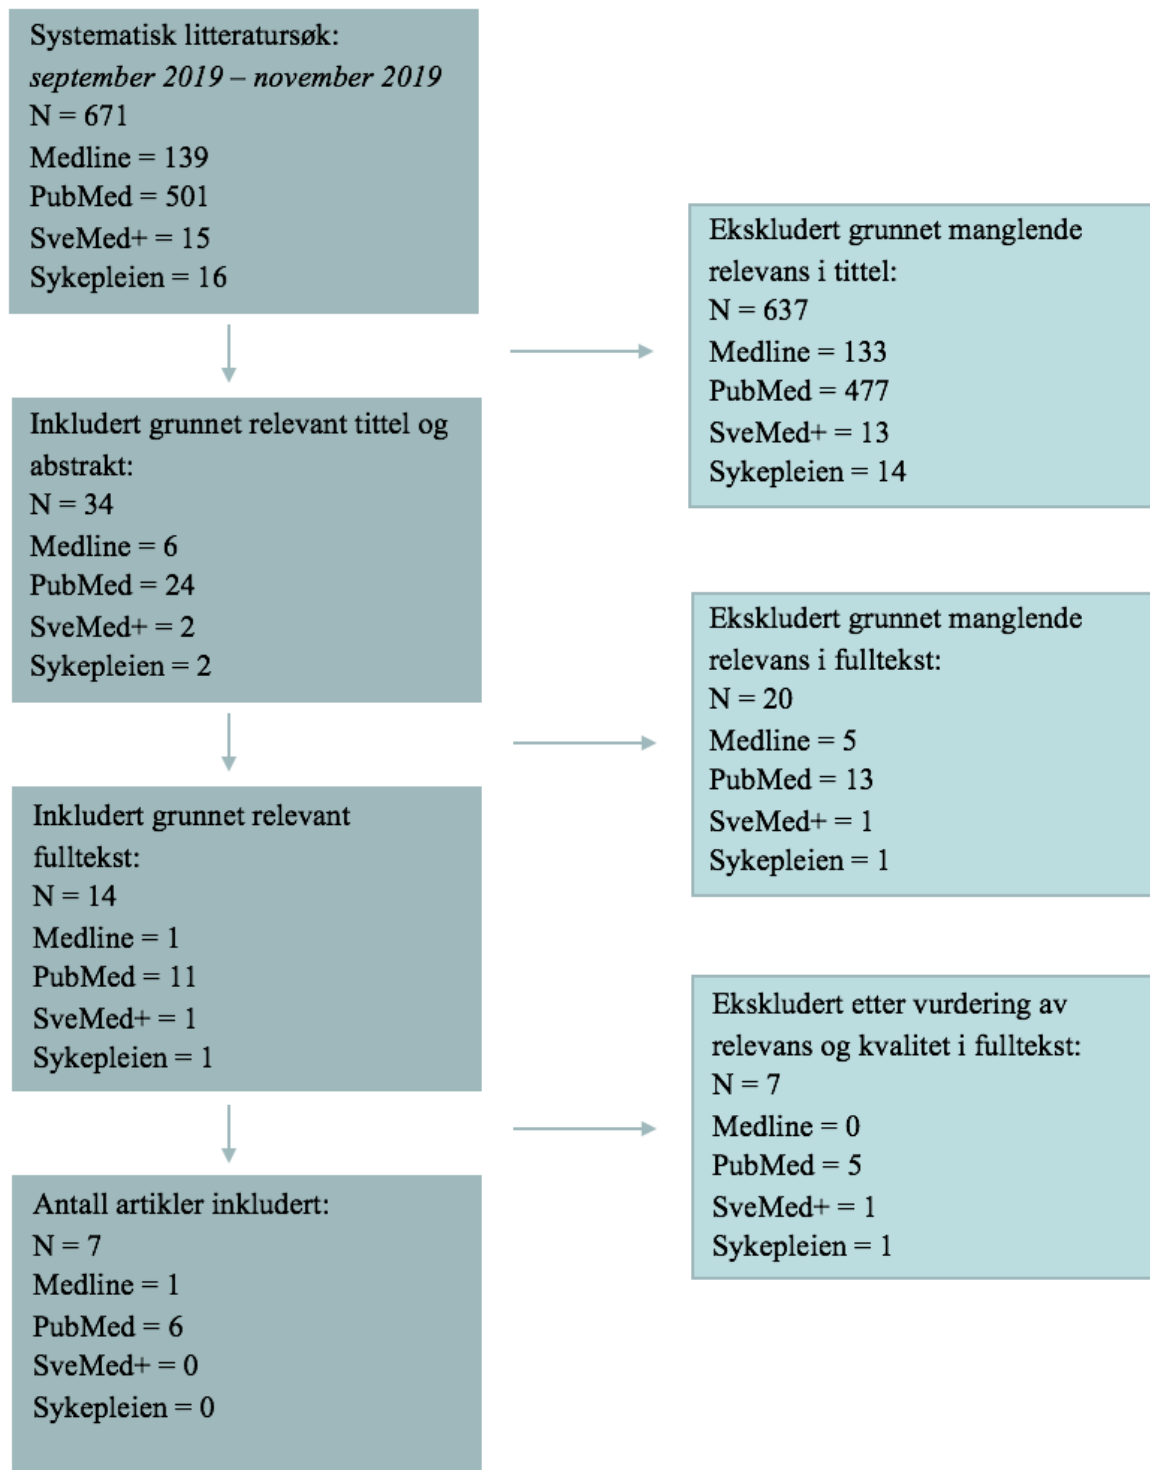 Systematisk litteratursøk:
september 2019 – november 2019
N = 671
Medline = 139
PubMed = 501
SveMed+ = 15
Sykepleien = 16
Ekskludert grunnet manglende
relevans i tittel:
N = 637
Medline = 133
PubMed = 477
SveMed+ = 13
Sykepleien = 14
Inkludert grunnet relevant tittel og
abstrakt:
N = 34
Medline = 6
PubMed = 24
SveMed+ = 2
Sykepleien = 2
Ekskludert grunnet manglende
relevans i fulltekst:
N = 20
Medline = 5
PubMed = 13
SveMed+ = 1
Sykepleien = 1
Inkludert grunnet relevant
fulltekst:
N = 14
Medline = 1
PubMed = 11
SveMed+ = 1
Sykepleien = 1
Ekskludert etter vurdering av
relevans og kvalitet i fulltekst:
N = 7
Medline = 0
PubMed = 5
SveMed+ = 1
Sykepleien = 1
Antall artikler inkludert:
N = 7
Medline = 1
PubMed = 6
SveMed+ = 0
Sykepleien = 0